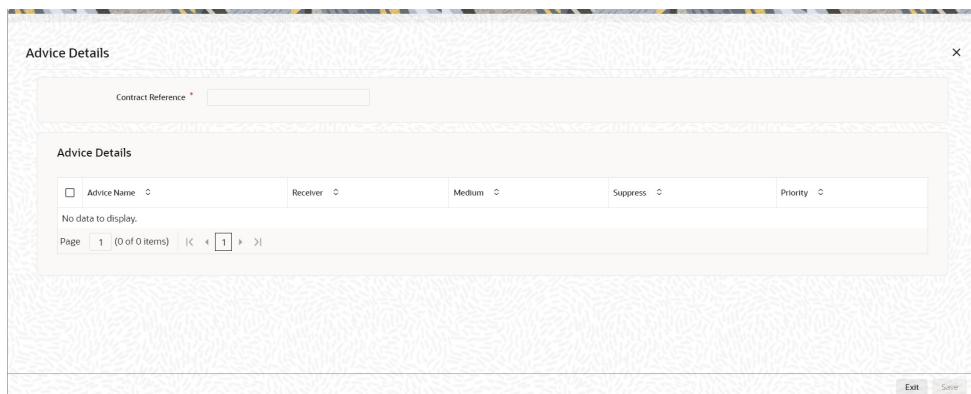 Advice Details
Contract Reference *
Advice Details
Advice Name Receiver Medium Suppress Priority
No data to display.
Page 1 (0 of 0 items) 1
Exit Save